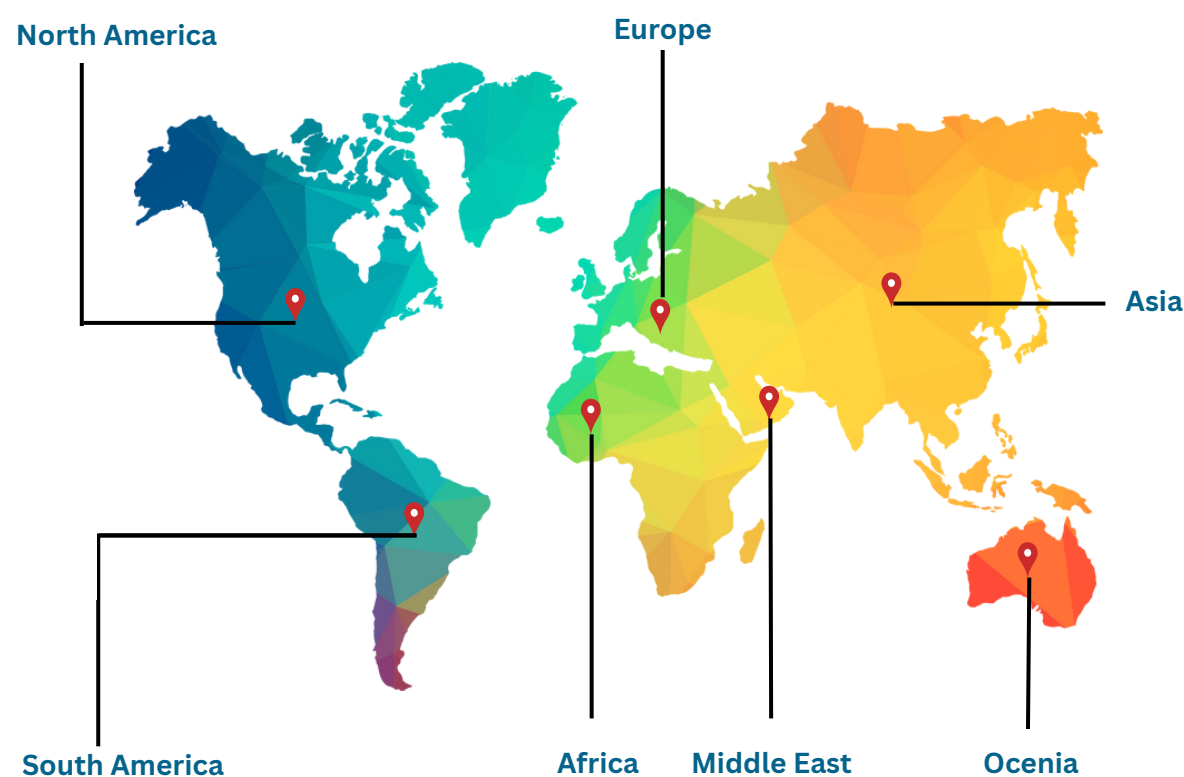 North America
Europe
Asia
South America
Africa
Middle East
Ocenia